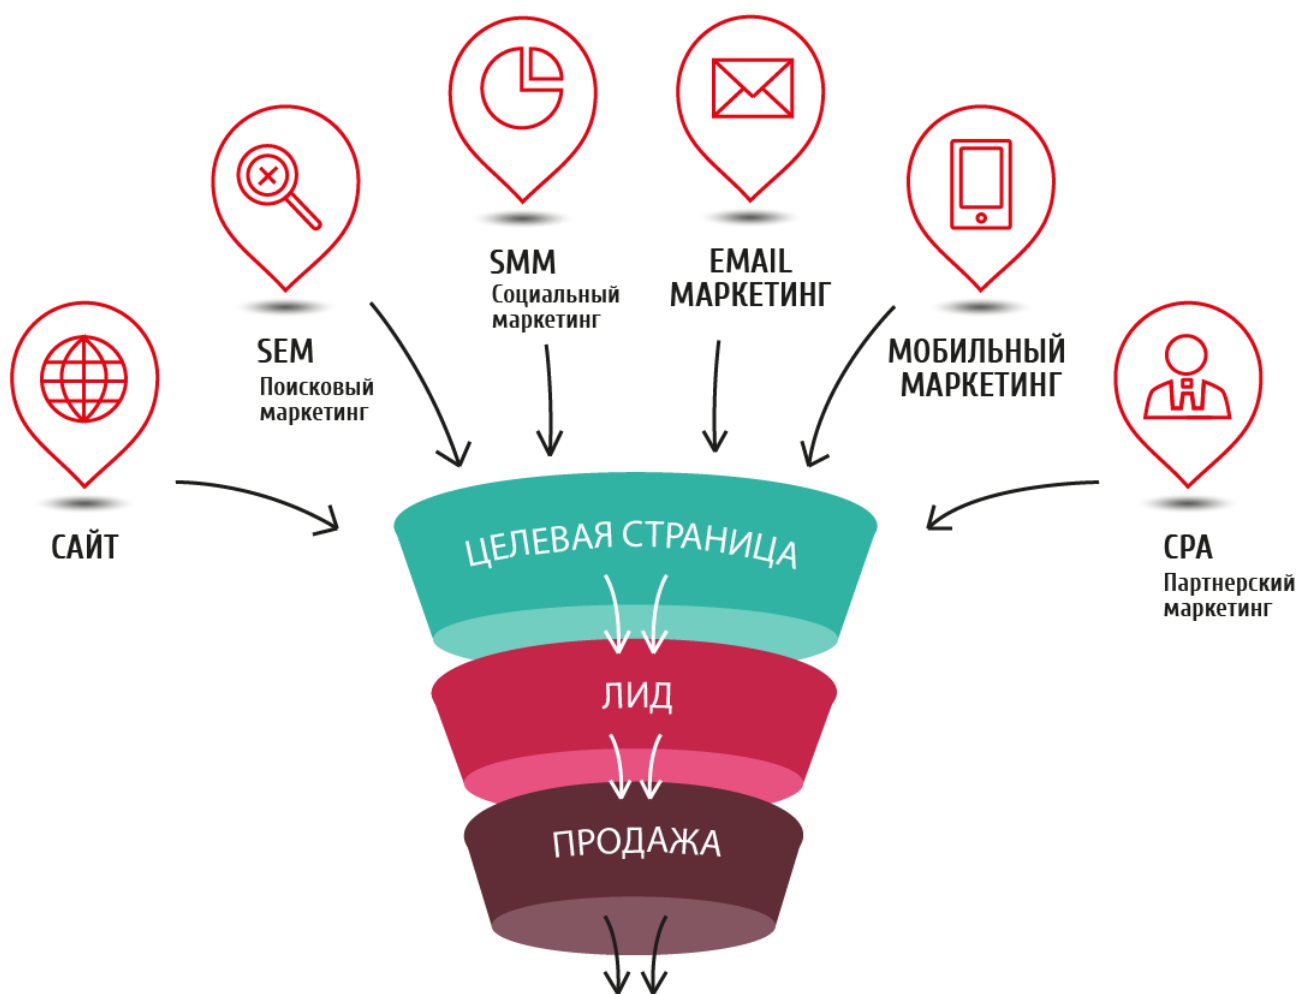 САЙТ
SEM
Поисковый
маркетинг
SMM
Социальный
маркетинг
EMAIL
МАРКЕТИНГ
МОБИЛЬНЫЙ
МАРКЕТИНГ
CPA
Партнерский
маркетинг
ЦЕЛЕВАЯ СТРАНИЦА
ЛИД
ПРОДАЖА